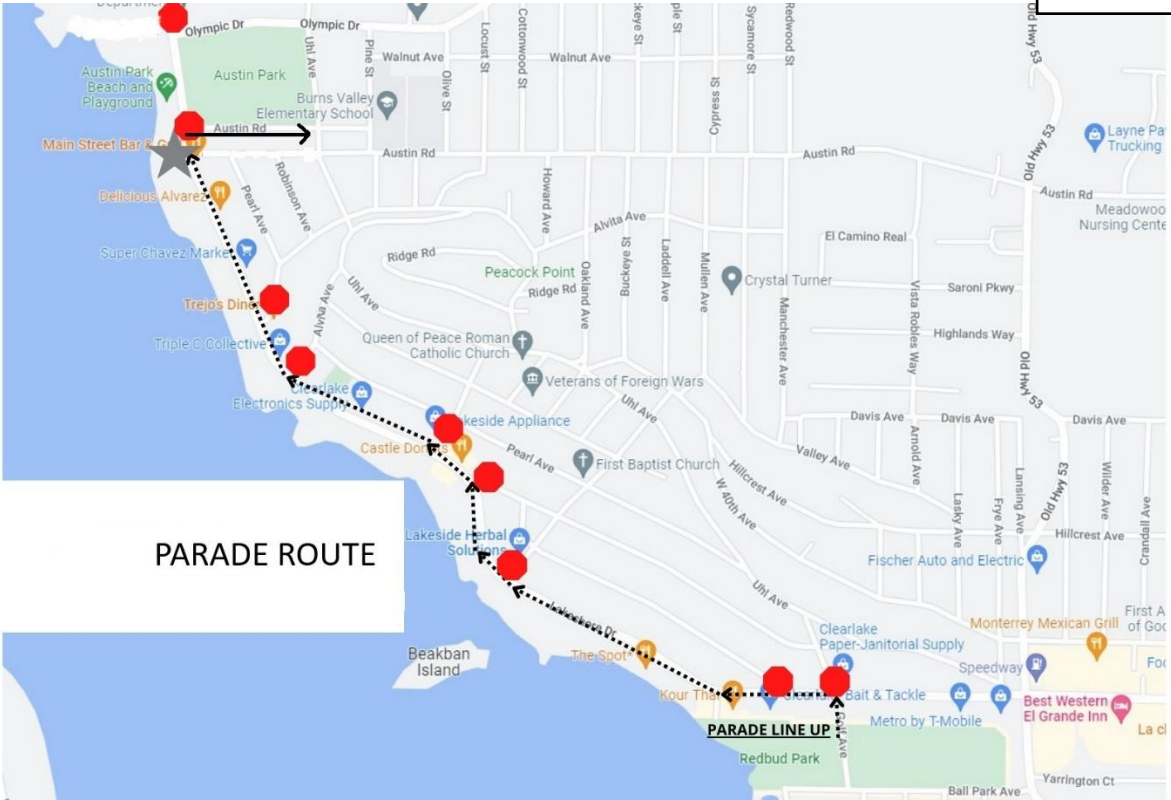 Olympic Dr
Olympic Dr
Uhl Ave
Pine St
Walnut Ave
Olive St
Locust St
Cottonwood St
Walnut Ave
Cypress St
Sycamore St
Redwood St
Old Hwy 53
Austin Park
Beach and
Playground
Austin Park
Burns Valley
Elementary School
Austin Rd
Main Street Bar &
Austin Rd
Austin Rd
Old Hwy 53
Trucking
Austin Rd
Nursing
Delicious Alvarez
Pearl Ave
Robinson Ave
Howard Ave
Alvita Ave
El Camino Real
Super Chavez Market
Ridge Rd
Peacock Point
Ridge Rd
Oakland Ave
Buckeye St
Laddell Ave
Mullen Ave
Crystal Turner
Manchester Ave
Vista Robles Way
Saroni Pkwy
Trejo's
Uhl Ave
Highlands Way
Triple C Collective
Queen of Peace Roman
Catholic Church
Veterans of Foreign Wars
Old Hwy 53
Clearlake
Electronics Supply
Uhl Ave
Davis Ave
Davis Ave
Davis Ave
Appliance
Castle
Pearl Ave
First Baptist Church
Hillcrest Ave
Valley Ave
Arnold Ave
W 40th Ave
Lasky Ave
Frye Ave
Lansing Ave
Old Hwy 53
Wilder Ave
Crandall Ave
Hillcrest Ave
PARADE ROUTE
Lakeside Herbal
Solutions
Fischer Auto and Electric
Uhl Ave
Lakeshore Dr
Clearlake
Paper-Janitorial Supply
Monterrey Mexican Grill
First
of
Beakban
Island
The Spot
Speedway
Kour
Bait & Tackle
Metro by T-Mobile
Best Western
El Grande Inn
La
PARADE LINE UP
Golf Ave
Redbud Park
Yarrington Ct
Ball Park Ave